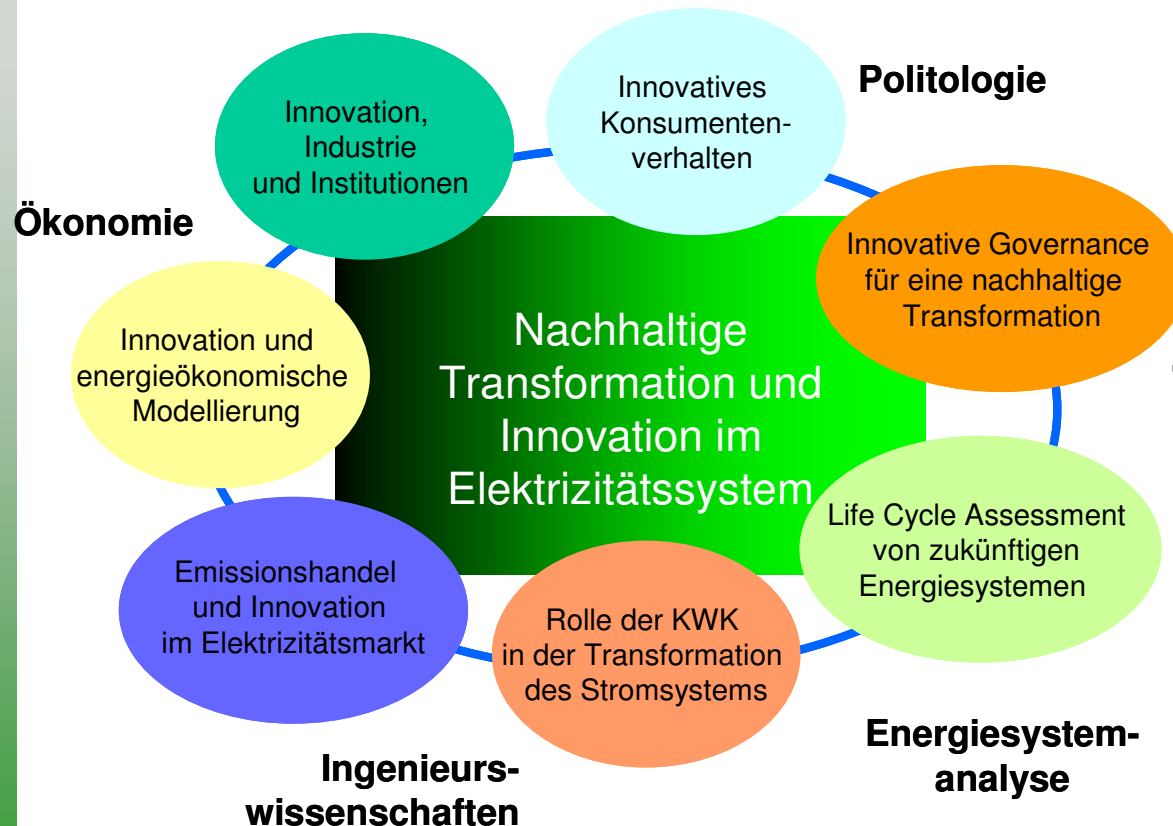 Politologie
Innovatives
Konsumenten-
verhalten
Innovation,
Industrie
und Institutionen
Ökonomie
Innovative Governance
für eine nachhaltige
Transformation
Nachhaltige
Transformation und
Innovation im
Elektrizitätssystem
Innovation und
energieökonomische
Modellierung
Life Cycle Assessment
von zukünftigen
Energiesystemen
Emissionshandel
und Innovation
im Elektrizitätsmarkt
Rolle der KWK
in der Transformation
des Stromsystems
Energiesystem-
analyse
Ingenieurs-
wissenschaften